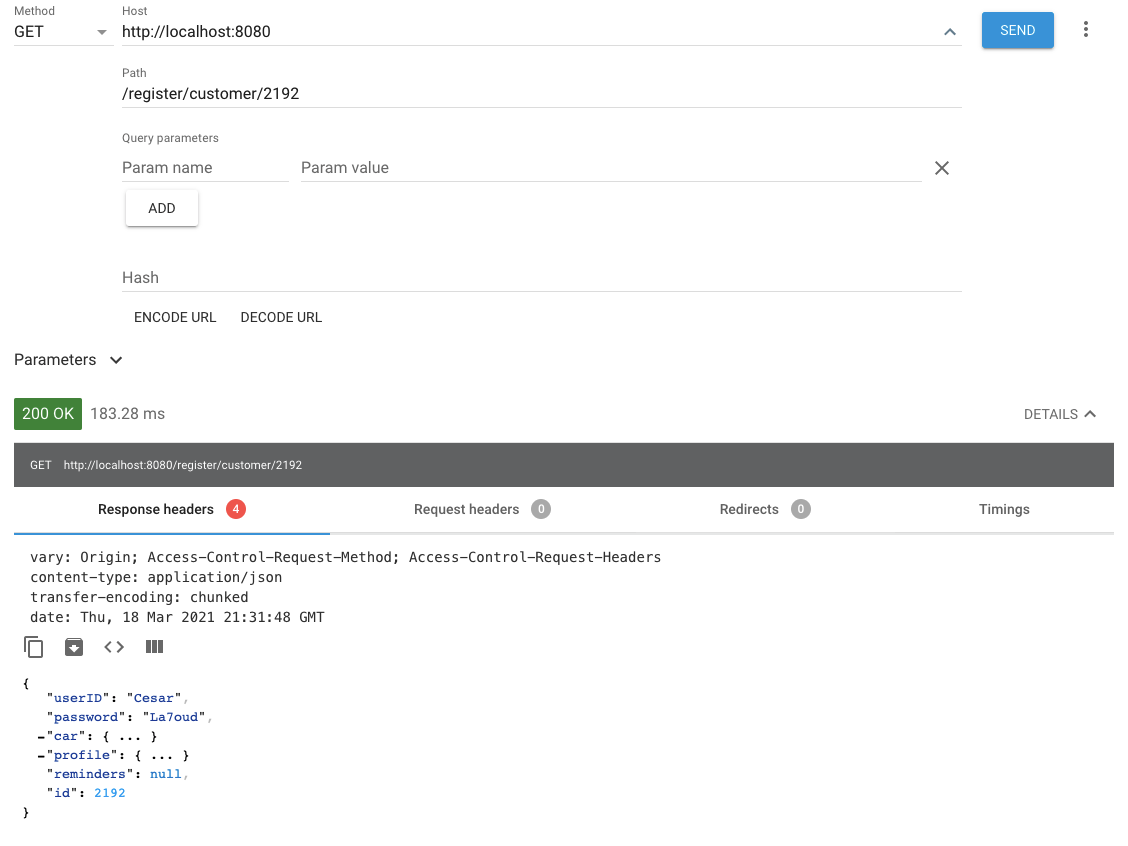 Method Host
GET http://localhost:8080 SEND
Path
/register/customer/2192
Query parameters
Param name Param value
ADD
Hash
ENCODE URL DECODE URL
Parameters
200 OK 183.28 ms DETAILS
GET http://localhost:8080/register/customer/2192
Response headers 4 Request headers 0 Redirects 0 Timings
vary: Origin; Access-Control-Request-Method; Access-Control-Request-Headers
content-type: application/json
transfer-encoding: chunked
date: Thu, 18 Mar 2021 21:31:48 GMT
{
"userID": "Cesar",
"password": "La7oud",
-"car": { ... }
-"profile": { ... }
"reminders": null,
"id": 2192
}